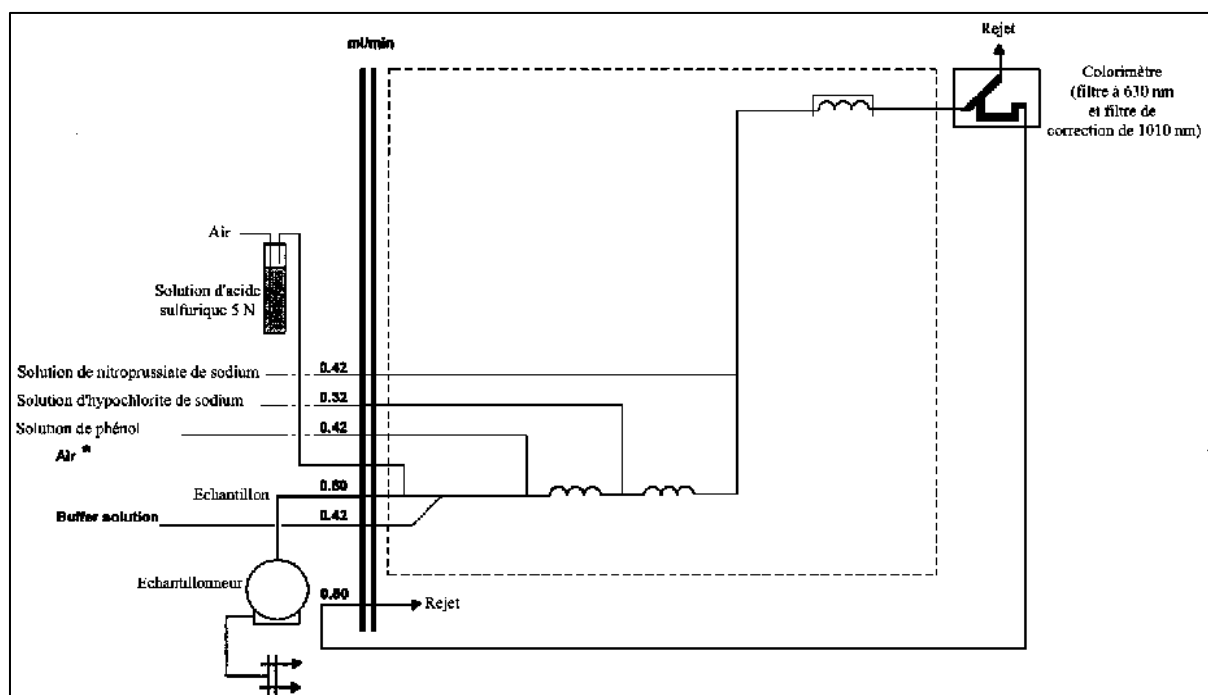 ml/min
Rejet
Colorimètre
(filtre à 630 nm
et filtre de
correction de 1010 nm)
Air
Solution d'acide
sulfurique 5 N
Solution de nitroprussiate de sodium 0.42
Solution d'hypochlorite de sodium 0.32
Solution de phénol 0.42
Air *
Echantillon 0.80
Buffer solution 0.42
Echantillonneur
0.80
Rejet